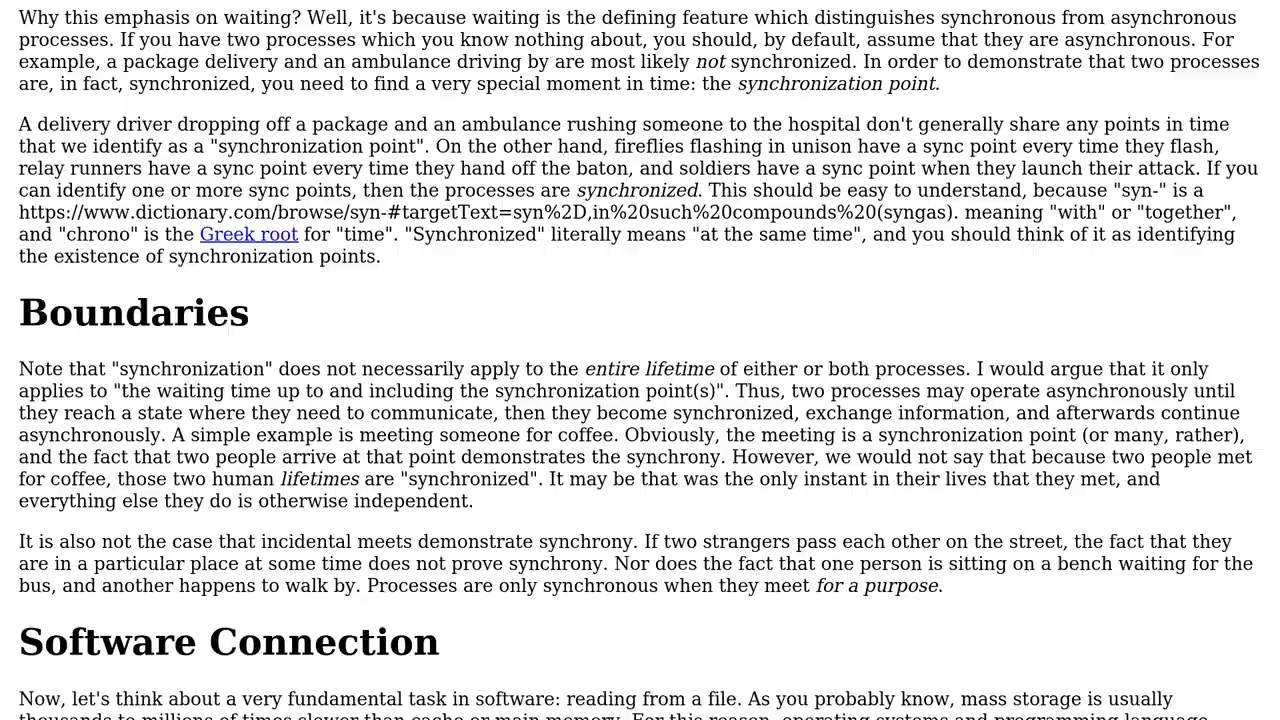 Why this emphasis on waiting? Well, it's because waiting is the defining feature which distinguishes synchronous from asynchronous
processes. If you have two processes which you know nothing about, you should, by default, assume that they are asynchronous. For
example, a package delivery and an ambulance driving by are most likely not synchronized. In order to demonstrate that two processes
are, in fact, synchronized, you need to find a very special moment in time: the synchronization point.
A delivery driver dropping off a package and an ambulance rushing someone to the hospital don't generally share any points in time
that we identify as a "synchronization point". On the other hand, fireflies flashing in unison have a sync point every time they flash,
relay runners have a sync point every time they hand off the baton, and soldiers have a sync point when they launch their attack. If you
can identify one or more sync points, then the processes are synchronized. This should be easy to understand, because "syn-" is a
https://www.dictionary.com/browse/syn-#targetText=syn%2D,in%20such%20compounds%20(syngas). meaning "with" or "together",
and "chrono" is the Greek root for "time". "Synchronized" literally means "at the same time", and you should think of it as identifying
the existence of synchronization points.
Boundaries
Note that "synchronization" does not necessarily apply to the entire lifetime of either or both processes. I would argue that it only
applies to "the waiting time up to and including the synchronization point(s)". Thus, two processes may operate asynchronously until
they reach a state where they need to communicate, then they become synchronized, exchange information, and afterwards continue
asynchronously. A simple example is meeting someone for coffee. Obviously, the meeting is a synchronization point (or many, rather),
and the fact that two people arrive at that point demonstrates the synchrony. However, we would not say that because two people met
for coffee, those two human lifetimes are "synchronized". It may be that was the only instant in their lives that they met, and
everything else they do is otherwise independent.
It is also not the case that incidental meets demonstrate synchrony. If two strangers pass each other on the street, the fact that they
are in a particular place at some time does not prove synchrony. Nor does the fact that one person is sitting on a bench waiting for the
bus, and another happens to walk by. Processes are only synchronous when they meet for a purpose.
Software Connection
Now, let's think about a very fundamental task in software: reading from a file. As you probably know, mass storage is usually
thousands to millions of times slower than cache or main memory. For this reason, operating systems and programming language